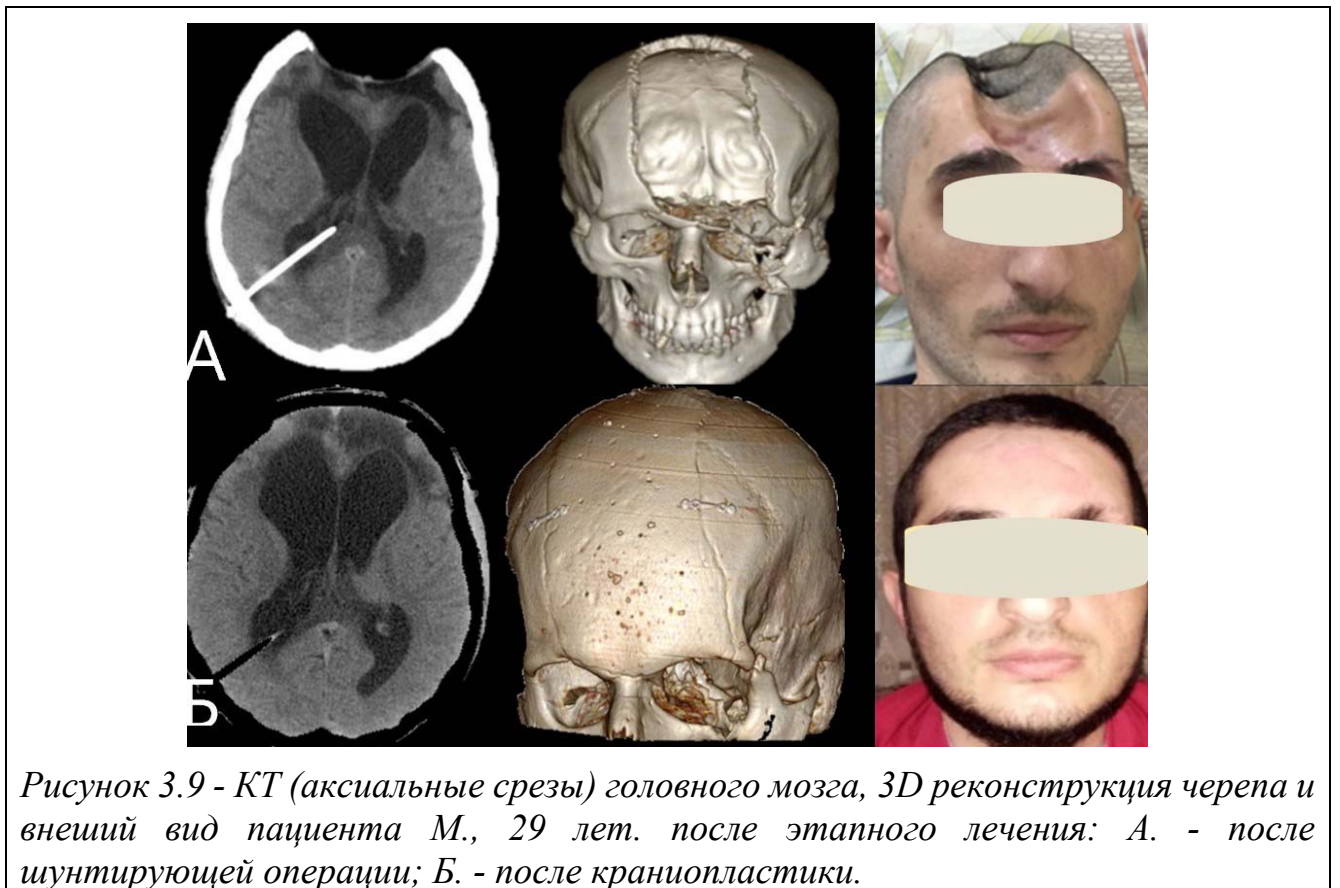 А
Б
Рисунок 3.9 - КТ (аксиальные срезы) головного мозга, 3D реконструкция черепа и
внеший вид пациента М., 29 лет. после этапного лечения: А. - после
шунтирующей операции; Б. - после краниопластики.